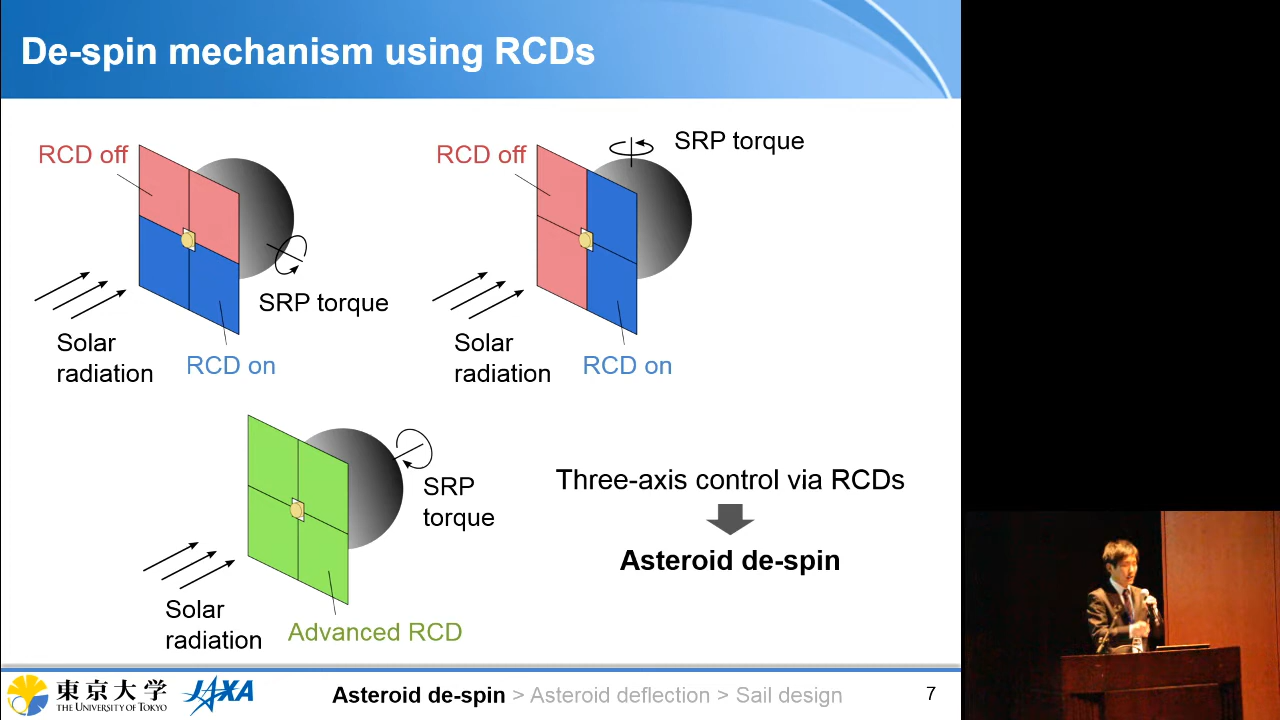 De-spin mechanism using RCDs
RCD off
SRP torque
Solar
radiation
RCD on
RCD off
SRP torque
Solar
radiation
RCD on
SRP
torque
Solar
radiation
Advanced RCD
Three-axis control via RCDs
Asteroid de-spin
東京大学
THE UNIVERSITY OF TOKYO
JAXA
Asteroid de-spin > Asteroid deflection > Sail design
7